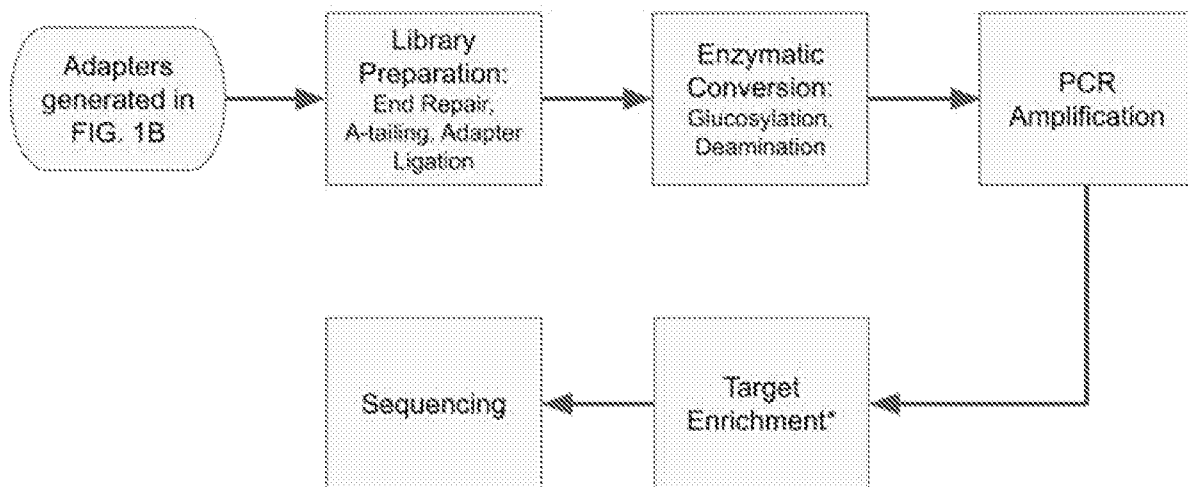 Adapters
generated in
FIG. 1B
Library
Preparation:
End Repair,
A-tailing, Adapter
Ligation
Enzymatic
Conversion:
Glucosylation,
Deamination
PCR
Amplification
Target
Enrichment*
Sequencing